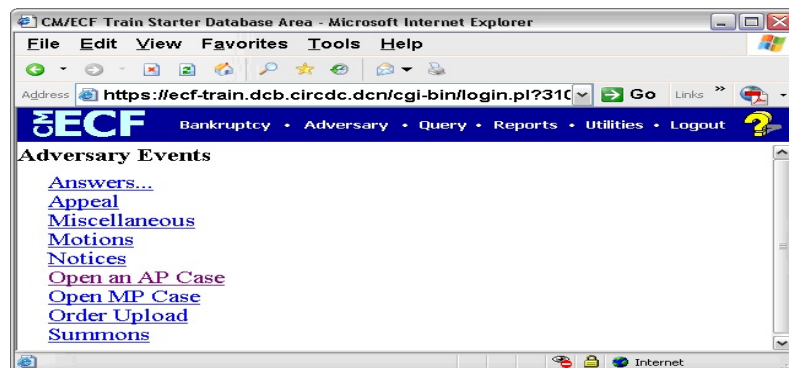 CM/ECF Train Starter Database Area - Microsoft Internet Explorer
File Edit View Favorites Tools Help
Address https://ecf-train.dcb.circdc.dcn/cgi-bin/login.pl?310 Go Links »
CM ECF Bankruptcy • Adversary • Query • Reports • Utilities • Logout ?
Adversary Events
Answers...
Appeal
Miscellaneous
Motions
Notices
Open an AP Case
Open MP Case
Order Upload
Summons
Internet